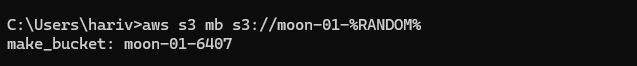 C:\Users\hariv>aws s3 mb s3://moon-01-%RANDOM%
make_bucket: moon-01-6407